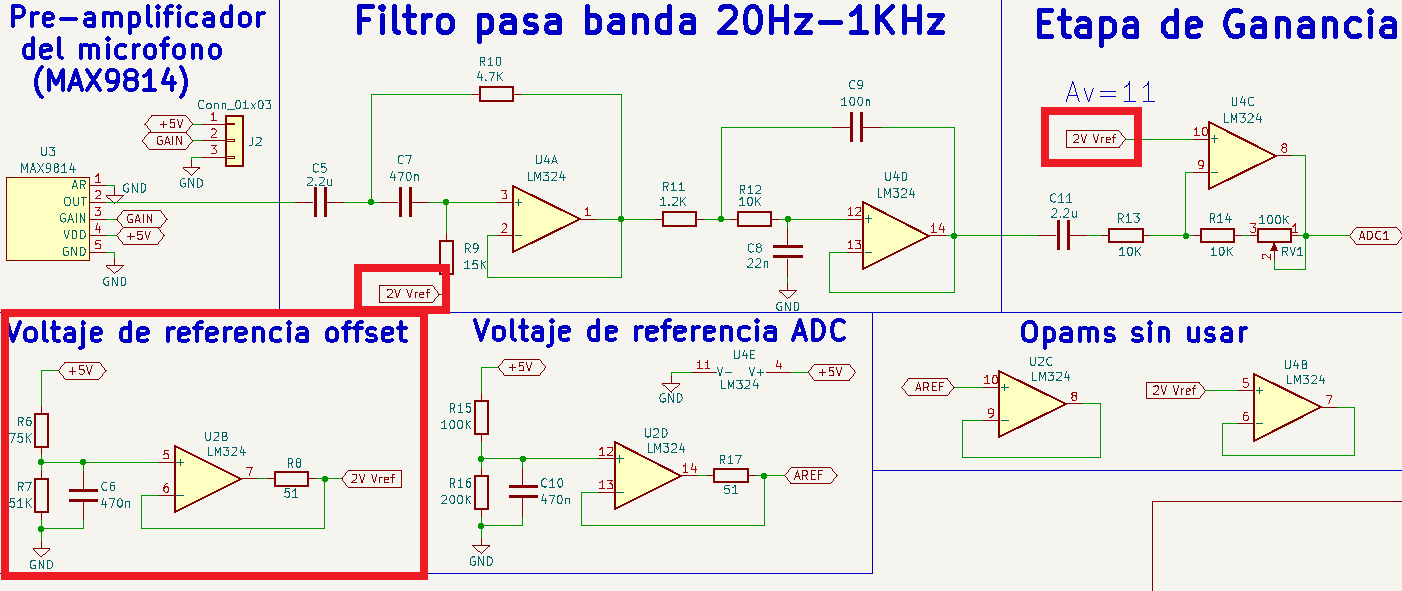 Pre-amplificador
del microfono
(MAX9814)
Conn_01x03
+5V
1
GAIN
2
3
J2
GND
U3
MAX9814
AR
1
GND
OUT
2
GAIN
3
GAIN
VDD
4
+5V
GND
5
GND
Filtro pasa banda 20Hz-1KHz
R10
4.7K
C5
2.2u
C7
470n
U4A
LM324
3
+
2
-
1
R9
15K
2V Vref
R11
1.2K
R12
10K
C9
100n
C8
22n
GND
U4D
LM324
12
+
13
-
14
Etapa de Ganancia
Av=11
2V Vref
U4C
LM324
10
+
9
-
8
C11
2.2u
R13
10K
R14
10K
3
100K
1
2
RV1
ADC1
Voltaje de referencia offset
+5V
R6
75K
R7
51K
C6
470n
GND
U2B
LM324
5
+
6
-
7
R8
51
2V Vref
Voltaje de referencia ADC
+5V
R15
100K
R16
200K
C10
470n
GND
U4E
11
V-
V+
4
LM324
GND
+5V
U2D
LM324
12
+
13
-
14
R17
51
AREF
Opams sin usar
AREF
U2C
LM324
10
+
9
-
8
2V Vref
U4B
LM324
5
+
6
-
7